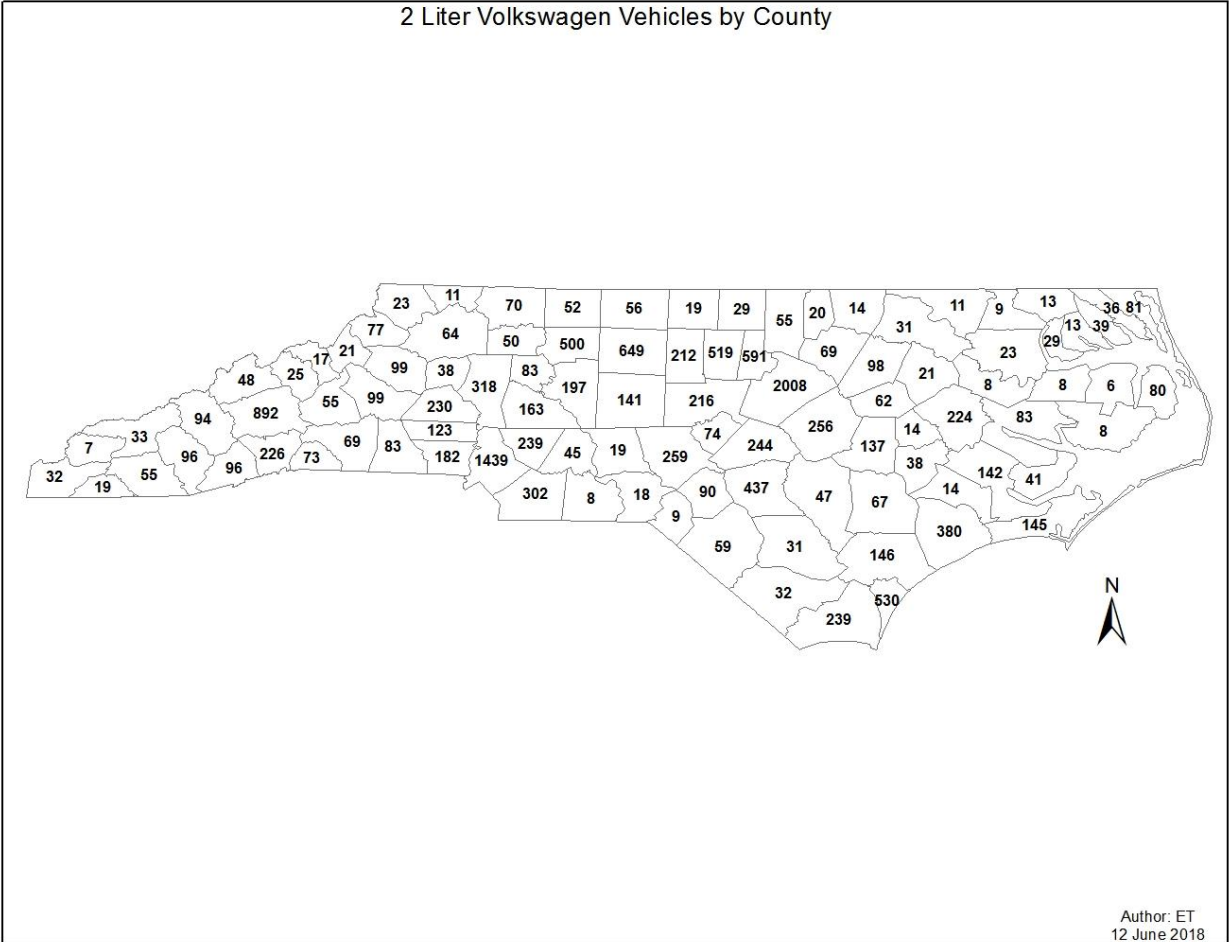 2 Liter Volkswagen Vehicles by County
23 11 70 52 56 19 29 55 20 14 31 11 9 13 36 81
77 64 50 500 649 212 519 591 69 98 23 29 13 39
17 21 99 38 318 83 197 141 216 2008 62 21 8 8 6 80
48 25 55 99 230 163 256 14 224 83 8
94 892 123 74 244 137
7 33 96 226 73 69 83 182 1439 239 45 19 259 38 142 41
32 19 55 96 302 8 18 90 437 47 67 14
9 380 145
59 31 146
32 530
239
N
Author: ET
12 June 2018